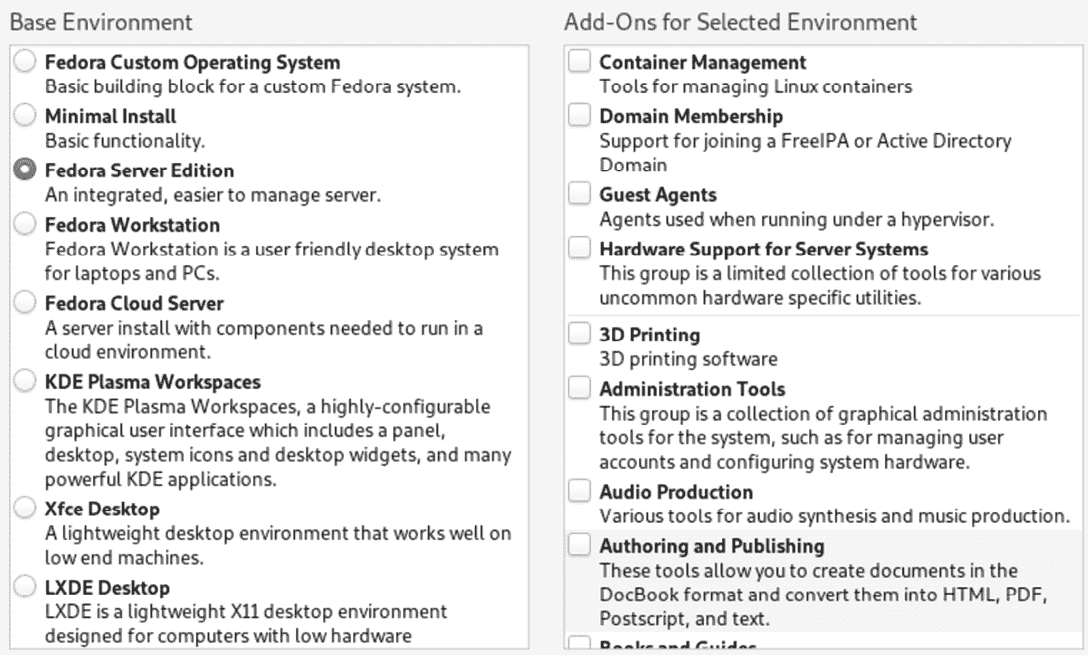 Base Environment
Fedora Custom Operating System
Basic building block for a custom Fedora system.
Minimal Install
Basic functionality.
Fedora Server Edition
An integrated, easier to manage server.
Fedora Workstation
Fedora Workstation is a user friendly desktop system
for laptops and PCs.
Fedora Cloud Server
A server install with components needed to run in a
cloud environment.
KDE Plasma Workspaces
The KDE Plasma Workspaces, a highly-configurable
graphical user interface which includes a panel,
desktop, system icons and desktop widgets, and many
powerful KDE applications.
Xfce Desktop
A lightweight desktop environment that works well on
low end machines.
LXDE Desktop
LXDE is a lightweight X11 desktop environment
designed for computers with low hardware
Add-Ons for Selected Environment
Container Management
Tools for managing Linux containers
Domain Membership
Support for joining a FreeIPA or Active Directory
Domain
Guest Agents
Agents used when running under a hypervisor.
Hardware Support for Server Systems
This group is a limited collection of tools for various
uncommon hardware specific utilities.
3D Printing
3D printing software
Administration Tools
This group is a collection of graphical administration
tools for the system, such as for managing user
accounts and configuring system hardware.
Audio Production
Various tools for audio synthesis and music production.
Authoring and Publishing
These tools allow you to create documents in the
DocBook format and convert them into HTML, PDF,
Postscript, and text.
Books and Guides